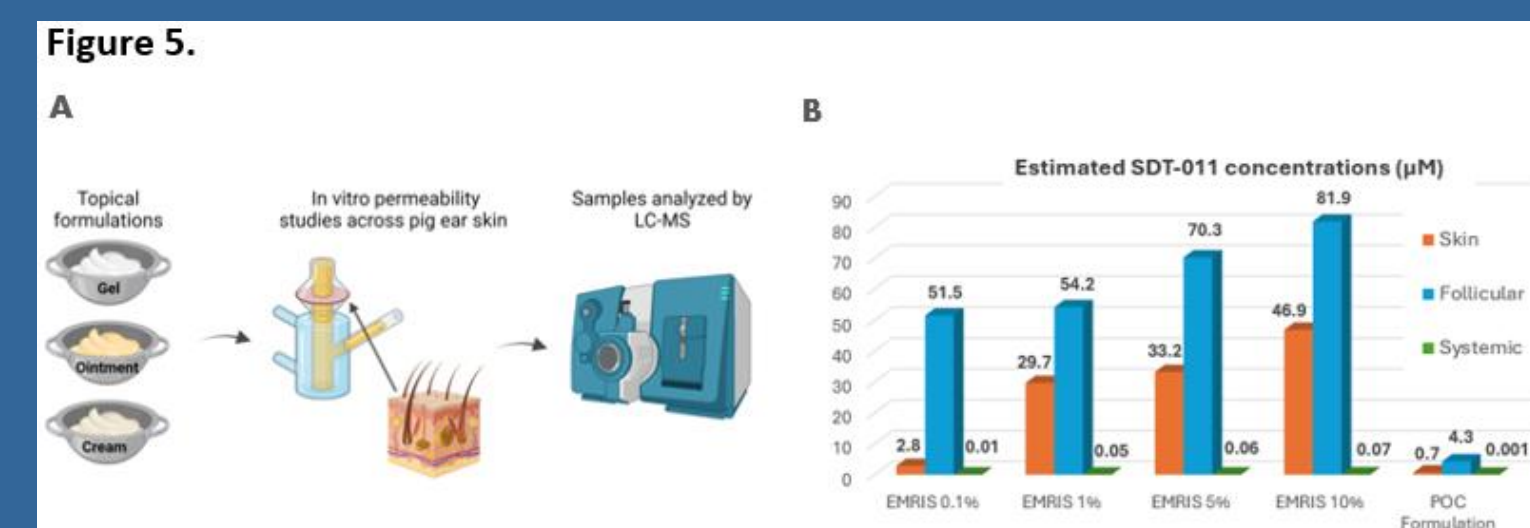 Figure 5.
A
Topical
formulations
Gel
Ointment
Cream
In vitro permeability
studies across pig ear skin
Samples analyzed by
LC-MS
B
Estimated SDT-011 concentrations (µM)
90
80
70
60
50
40
30
20
10
0
2.8
51.5
0.01
29.7
54.2
0.05
33.2
70.3
0.06
46.9
81.9
0.07
0.7
4.3
0.001
EMRIS 0.1%
EMRIS 1%
EMRIS 5%
EMRIS 10%
POC
Formulation
Skin
Follicular
Systemic